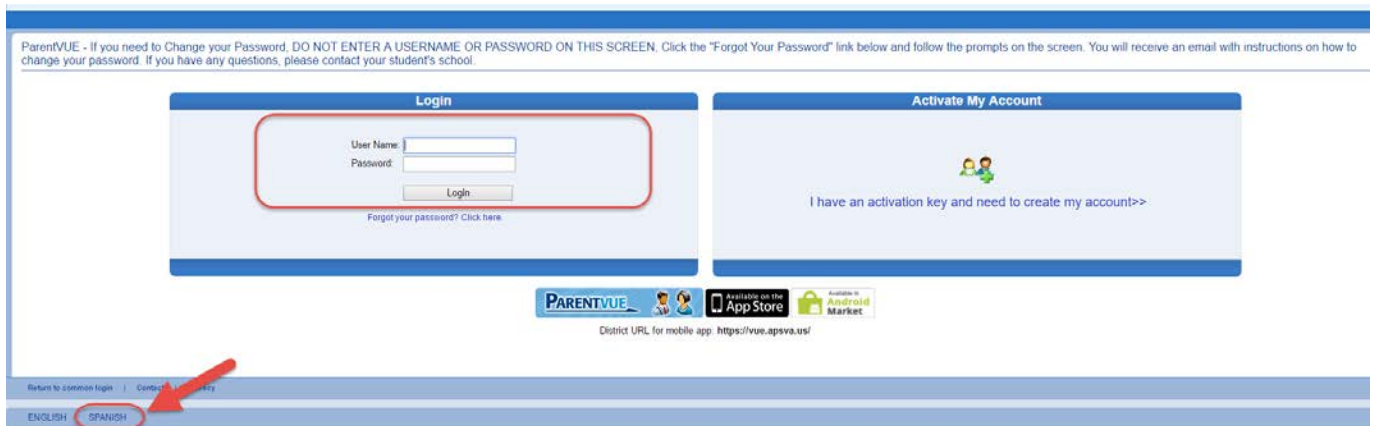 ParentVUE - If you need to Change your Password, DO NOT ENTER A USERNAME OR PASSWORD ON THIS SCREEN. Click the "Forgot Your Password" link below and follow the prompts on the screen. You will receive an email with instructions on how to
change your password. If you have any questions, please contact your student's school.
Login
User Name:
Password:
Login
Forgot your password? Click here.
Activate My Account
I have an activation key and need to create my account>>
PARENTVUE
Available on the
App Store
Available in
Android
Market
District URL for mobile app: https://vue.apsva.us/
Return to common login |
ENGLISH SPANISH